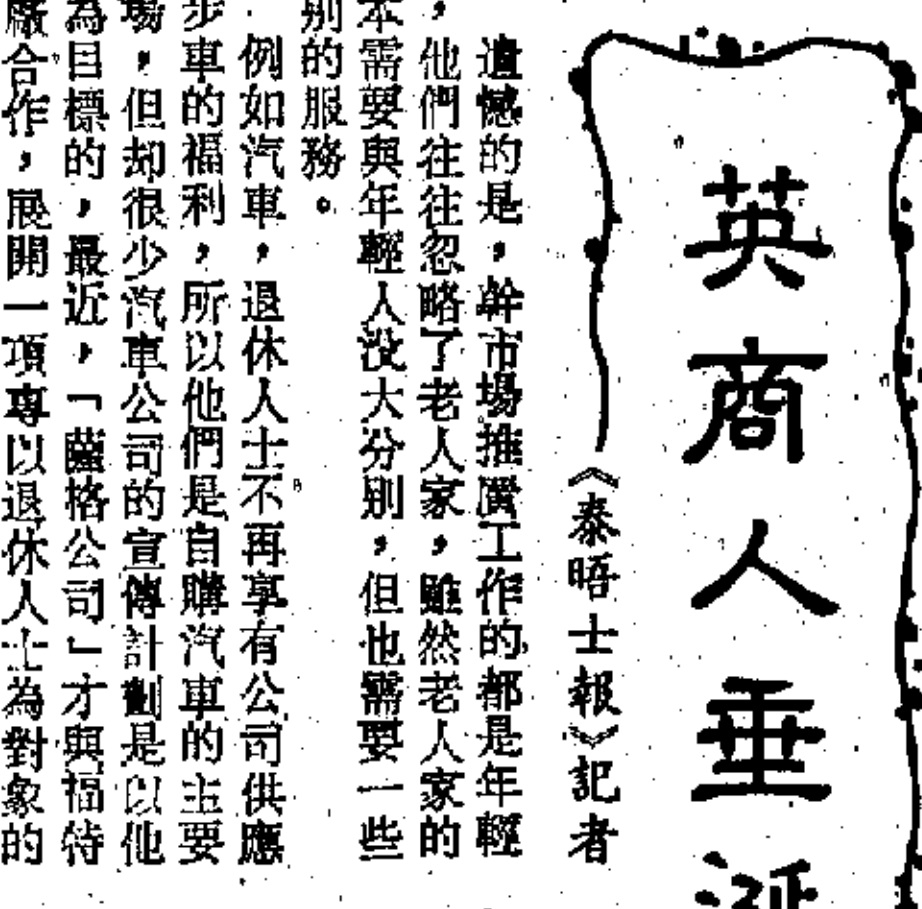 英商人垂涎
《泰晤士報》記者
遺憾的是，幹市場推廣工作的都是年輕
，他們往往忽略了老人家，雖然老人家的
本需要與年輕人沒大分别，但也需要一些
别的服務。
例如汽車，退休人士不再享有公司供應
步車的福利，所以他們是自購汽車的主要
場，但却很少汽車公司的宣傳計劃是以他
為目標的，最近，「薩格公司」才與福特
廠合作，展開一項專以退休人士為對象的